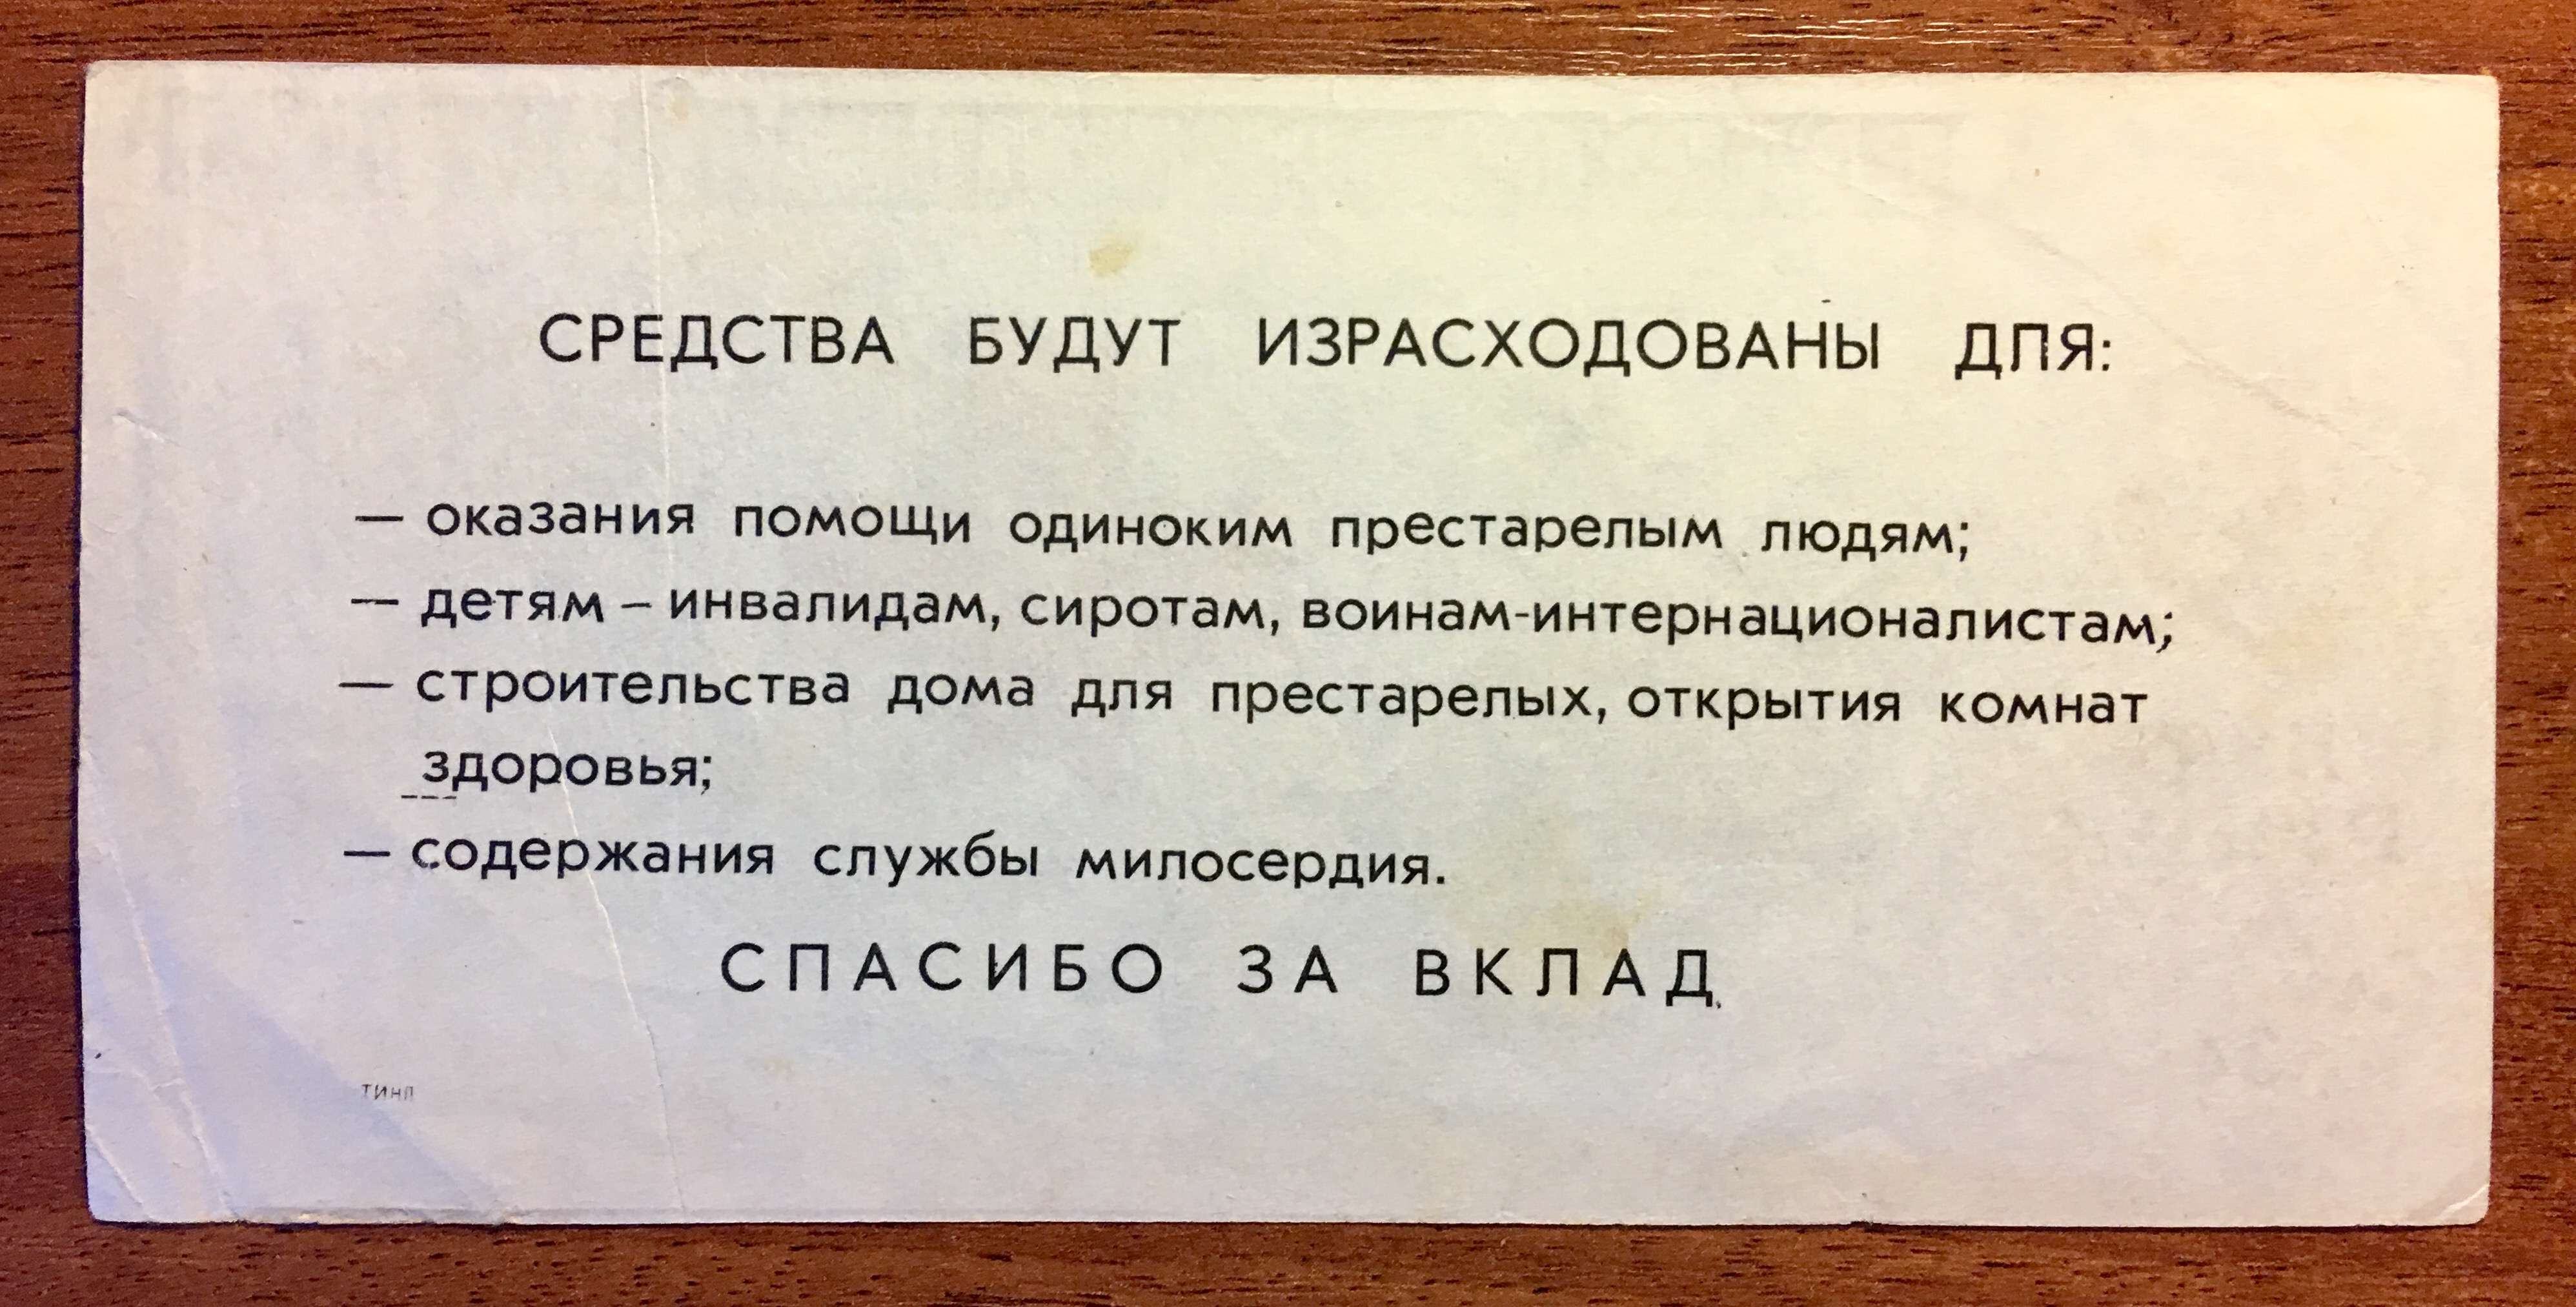 СРЕДСТВА БУДУТ ИЗРАСХОДОВАНЫ ДЛЯ:
— оказания помощи одиноким престарелым людям;
— детям – инвалидам, сиротам, воинам-интернационалистам;
— строительства дома для престарелых, открытия комнат
здоровья;
— содержания службы милосердия.
СПАСИБО ЗА ВКЛАД